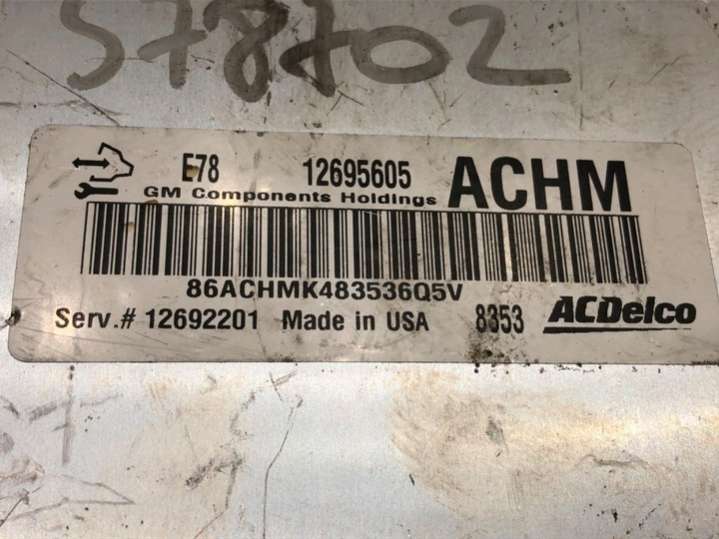 578702
E78 12695605 ACHM
GM Components Holdings
86ACHMK483536Q5V
Serv.# 12692201 Made in USA 8353 ACDelco